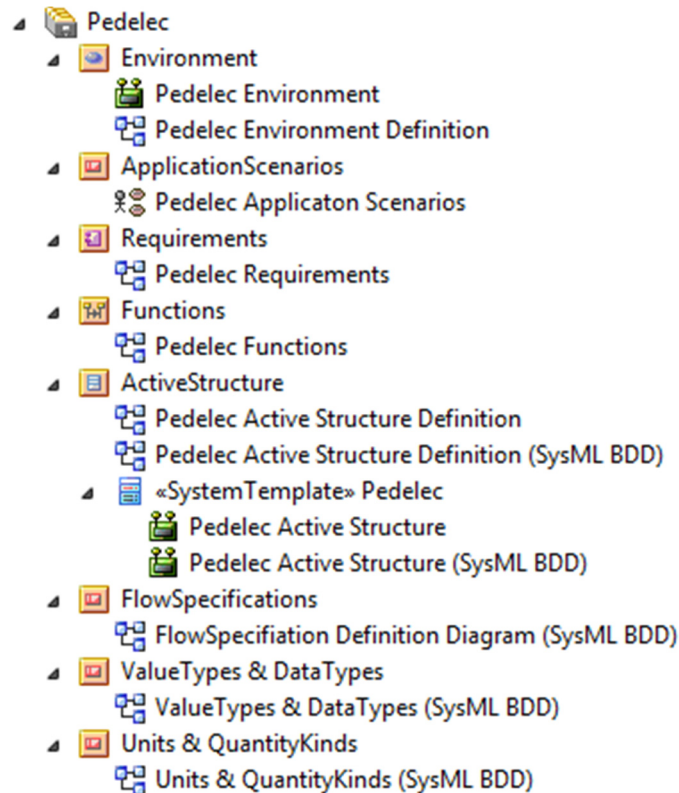 Pedelec
Environment
Pedelec Environment
Pedelec Environment Definition
ApplicationScenarios
Pedelec Applicaton Scenarios
Requirements
Pedelec Requirements
Functions
Pedelec Functions
ActiveStructure
Pedelec Active Structure Definition
Pedelec Active Structure Definition (SysML BDD)
«SystemTemplate» Pedelec
Pedelec Active Structure
Pedelec Active Structure (SysML BDD)
FlowSpecifications
FlowSpecifiation Definition Diagram (SysML BDD)
ValueTypes & DataTypes
ValueTypes & DataTypes (SysML BDD)
Units & QuantityKinds
Units & QuantityKinds (SysML BDD)